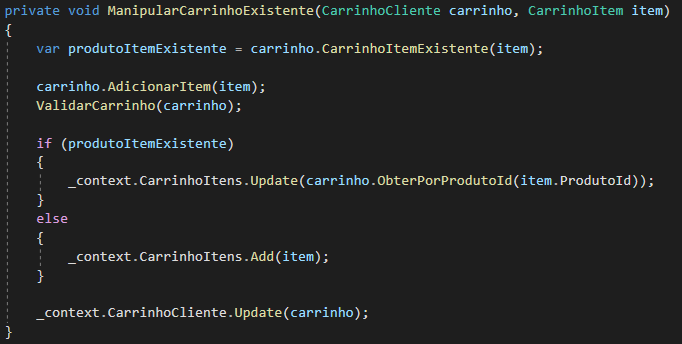 private void ManipularCarrinhoExistente(CarrinhoCliente carrinho, CarrinhoItem item)
{
    var produtoItemExistente = carrinho.CarrinhoItemExistente(item);

    carrinho.AdicionarItem(item);
    ValidarCarrinho(carrinho);

    if (produtoItemExistente)
    {
        _context.CarrinhoItens.Update(carrinho.ObterPorProdutoId(item.ProdutoId));
    }
    else
    {
        _context.CarrinhoItens.Add(item);
    }

    _context.CarrinhoCliente.Update(carrinho);
}